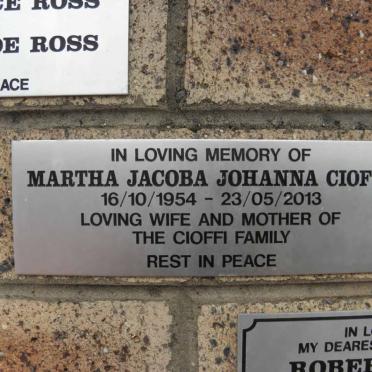 CE ROSS
DE ROSS
ACE
IN LOVING MEMORY OF
MARTHA JACOBA JOHANNA CIOF
16/10/1954 - 23/05/2013
LOVING WIFE AND MOTHER OF
THE CIOFFI FAMILY
REST IN PEACE
IN L
MY DEARES
ROBER